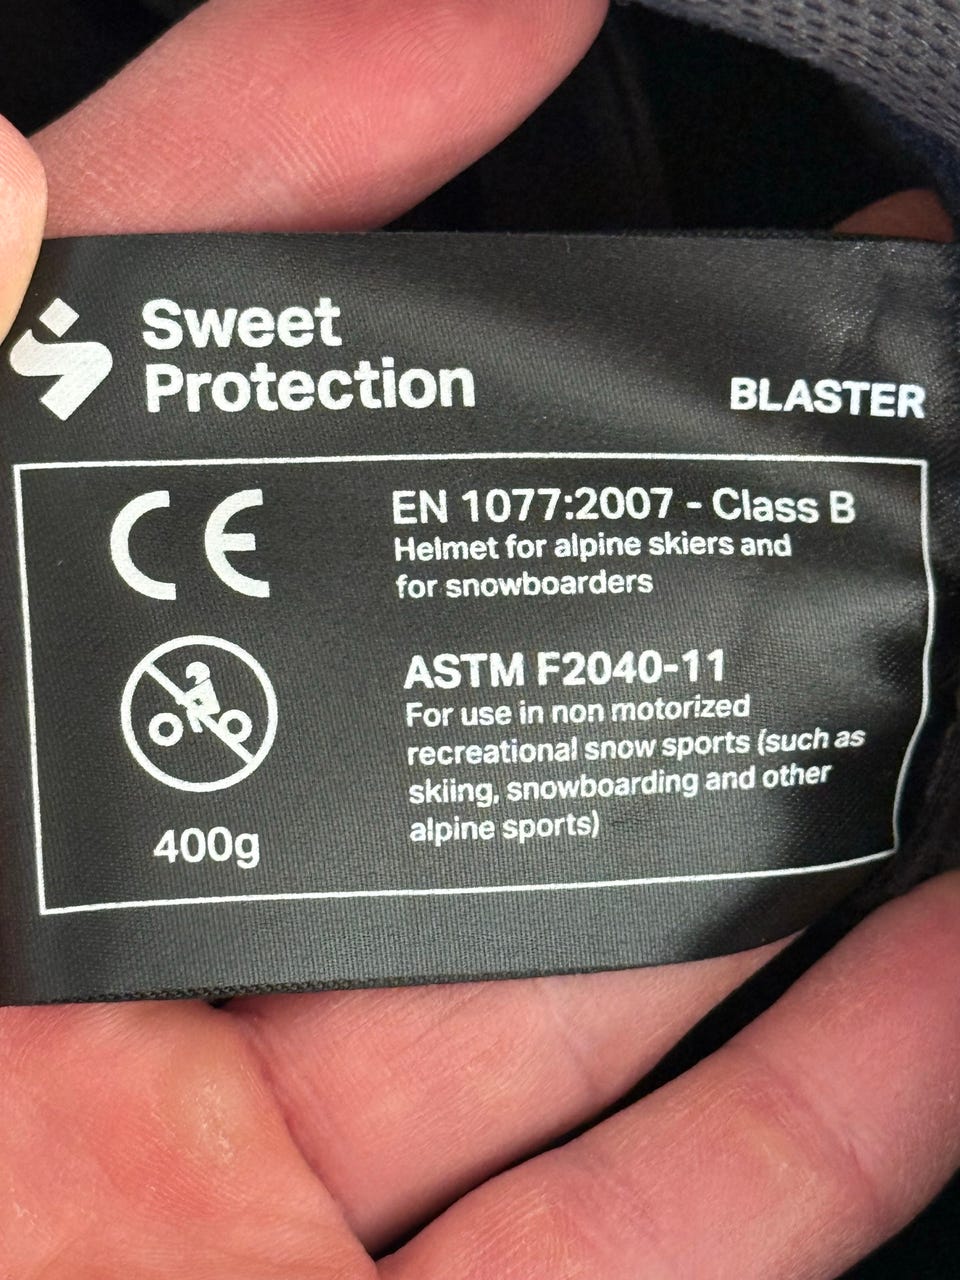 Sweet
Protection
BLASTER
CE
EN 1077:2007 - Class B
Helmet for alpine skiers and
for snowboarders
ASTM F2040-11
For use in non motorized
recreational snow sports (such as
skiing, snowboarding and other
alpine sports)
400g